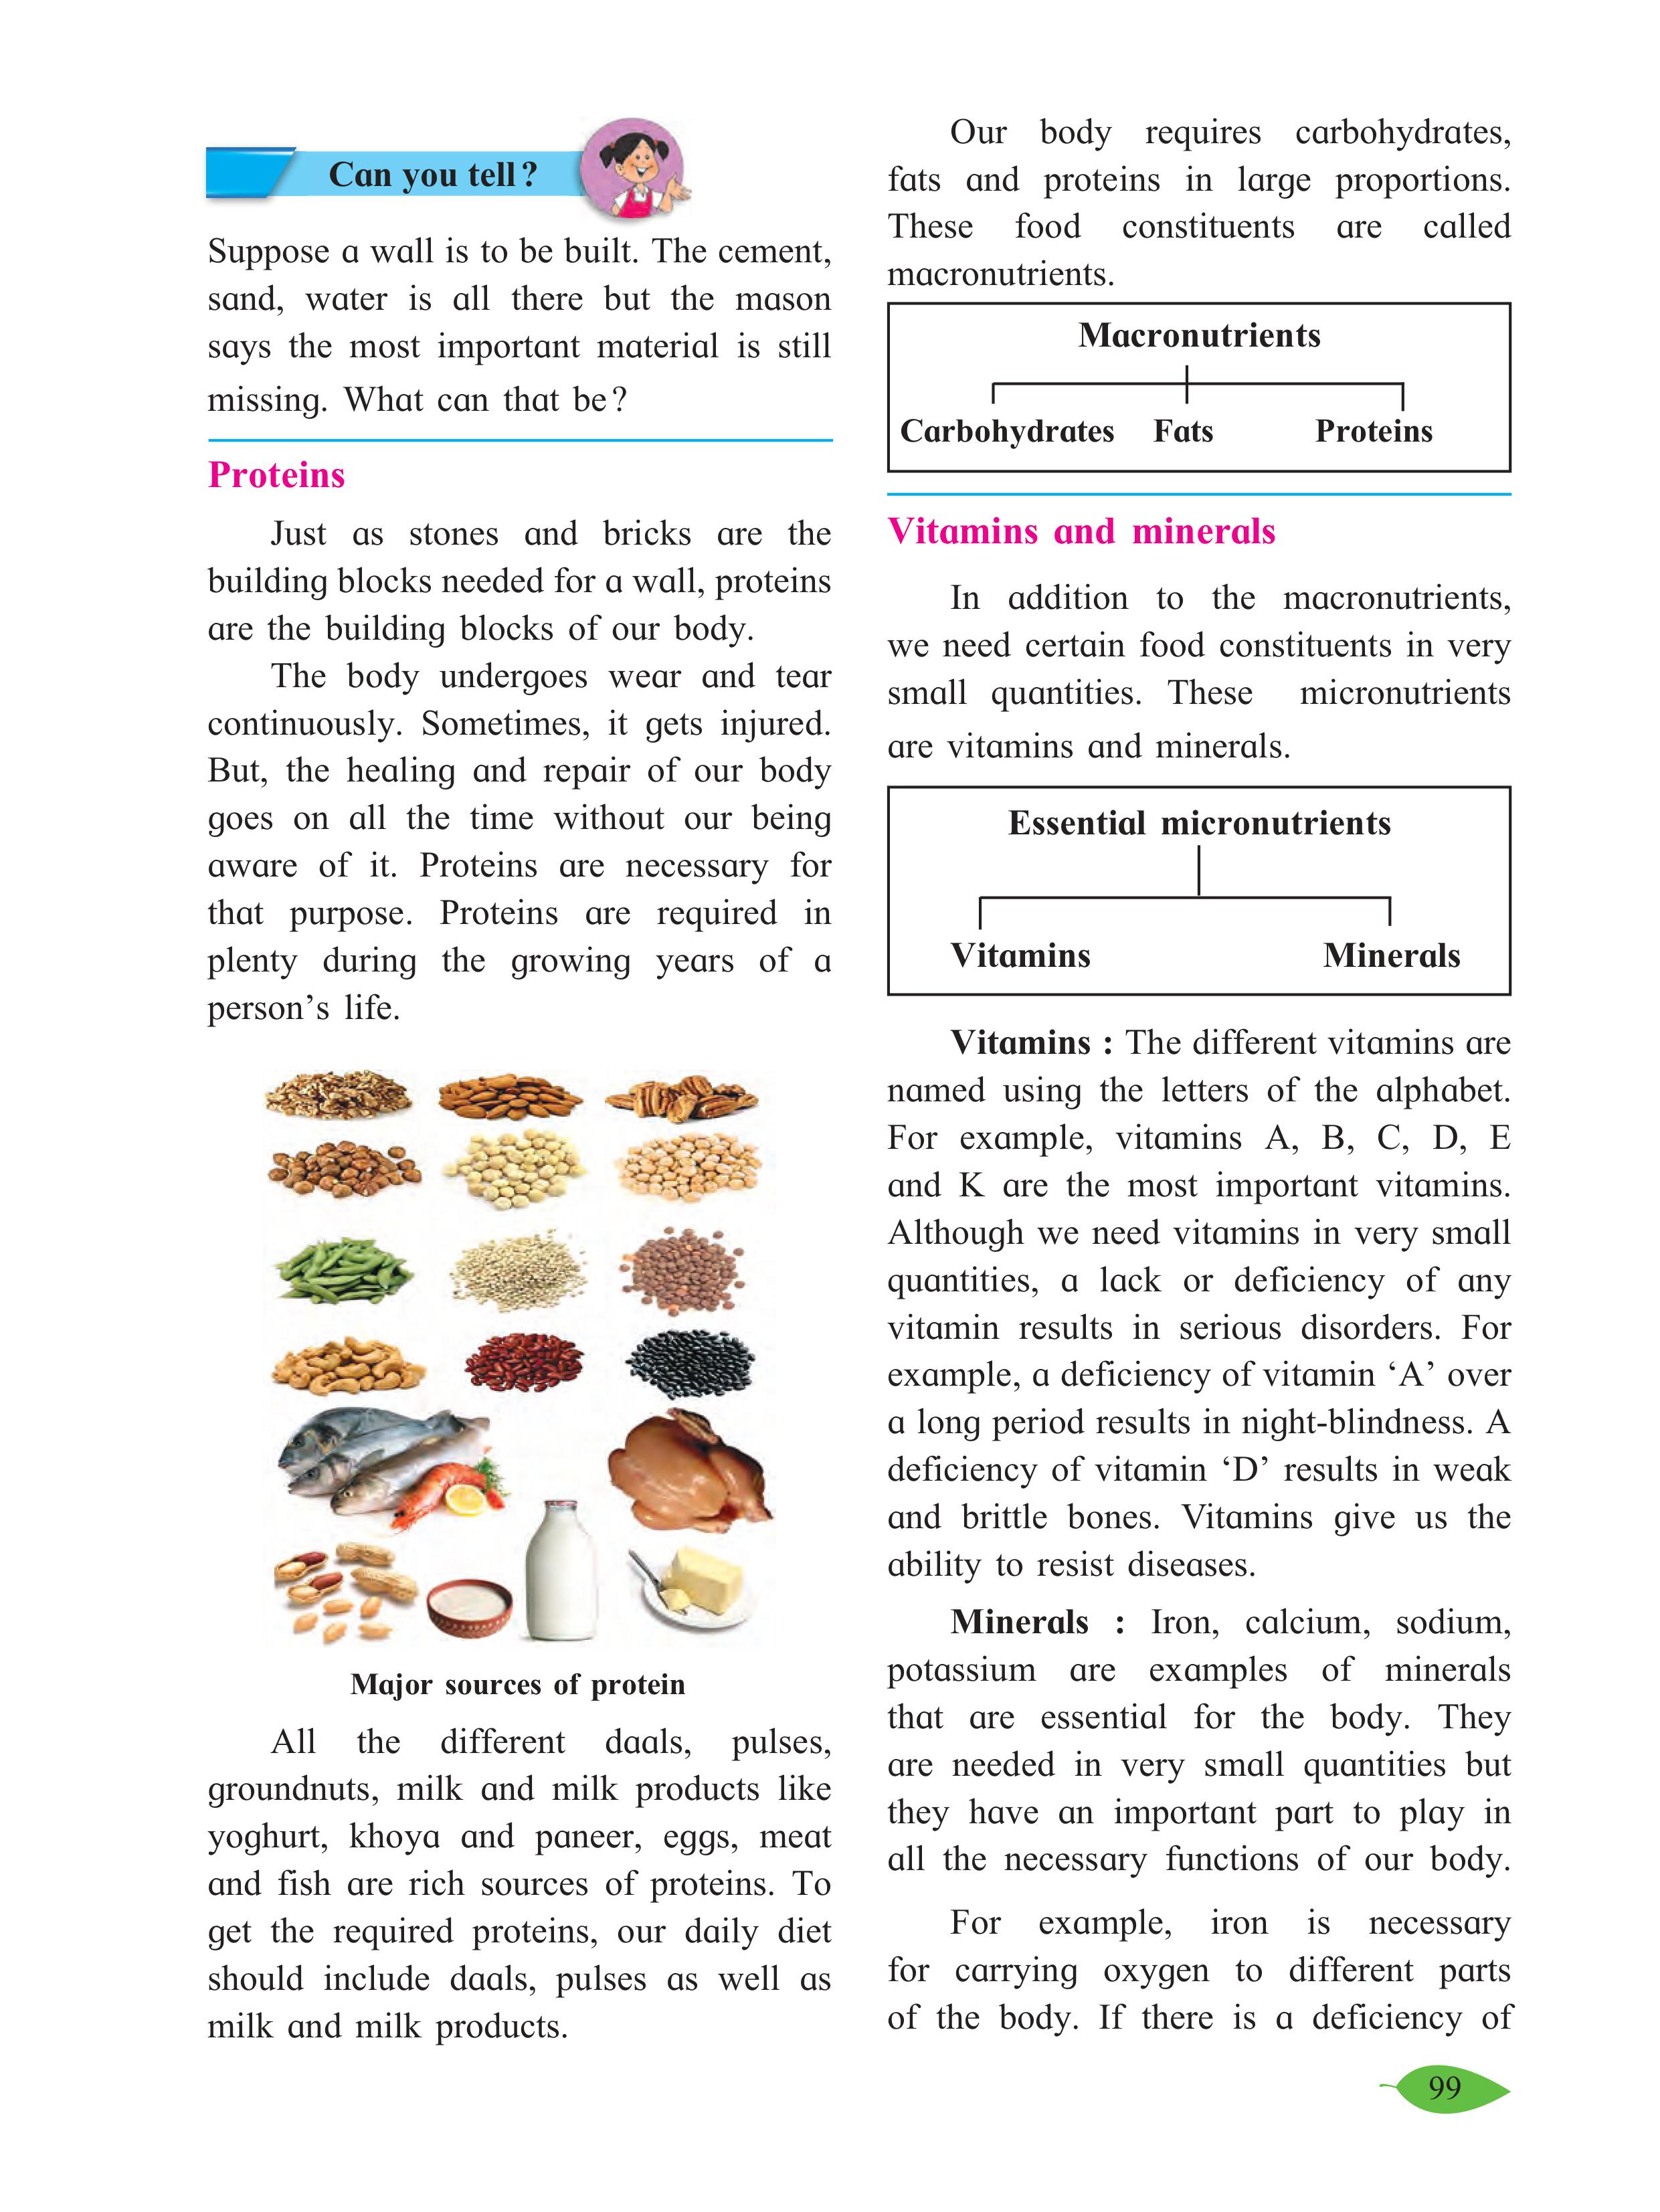 Can you tell?
Suppose a wall is to be built. The cement,
sand, water is all there but the mason
says the most important material is still
missing. What can that be?
Proteins
Just as stones and bricks are the
building blocks needed for a wall, proteins
are the building blocks of our body.
The body undergoes wear and tear
continuously. Sometimes, it gets injured.
But, the healing and repair of our body
goes on all the time without our being
aware of it. Proteins are necessary for
that purpose. Proteins are required in
plenty during the growing years of a
person’s life.
Major sources of protein
All the different daals, pulses,
groundnuts, milk and milk products like
yoghurt, khoya and paneer, eggs, meat
and fish are rich sources of proteins. To
get the required proteins, our daily diet
should include daals, pulses as well as
milk and milk products.
Our body requires carbohydrates,
fats and proteins in large proportions.
These food constituents are called
macronutrients.
Macronutrients
Carbohydrates Fats Proteins
Vitamins and minerals
In addition to the macronutrients,
we need certain food constituents in very
small quantities. These micronutrients
are vitamins and minerals.
Essential micronutrients
Vitamins Minerals
Vitamins : The different vitamins are
named using the letters of the alphabet.
For example, vitamins A, B, C, D, E
and K are the most important vitamins.
Although we need vitamins in very small
quantities, a lack or deficiency of any
vitamin results in serious disorders. For
example, a deficiency of vitamin ‘A’ over
a long period results in night-blindness. A
deficiency of vitamin ‘D’ results in weak
and brittle bones. Vitamins give us the
ability to resist diseases.
Minerals : Iron, calcium, sodium,
potassium are examples of minerals
that are essential for the body. They
are needed in very small quantities but
they have an important part to play in
all the necessary functions of our body.
For example, iron is necessary
for carrying oxygen to different parts
of the body. If there is a deficiency of
99